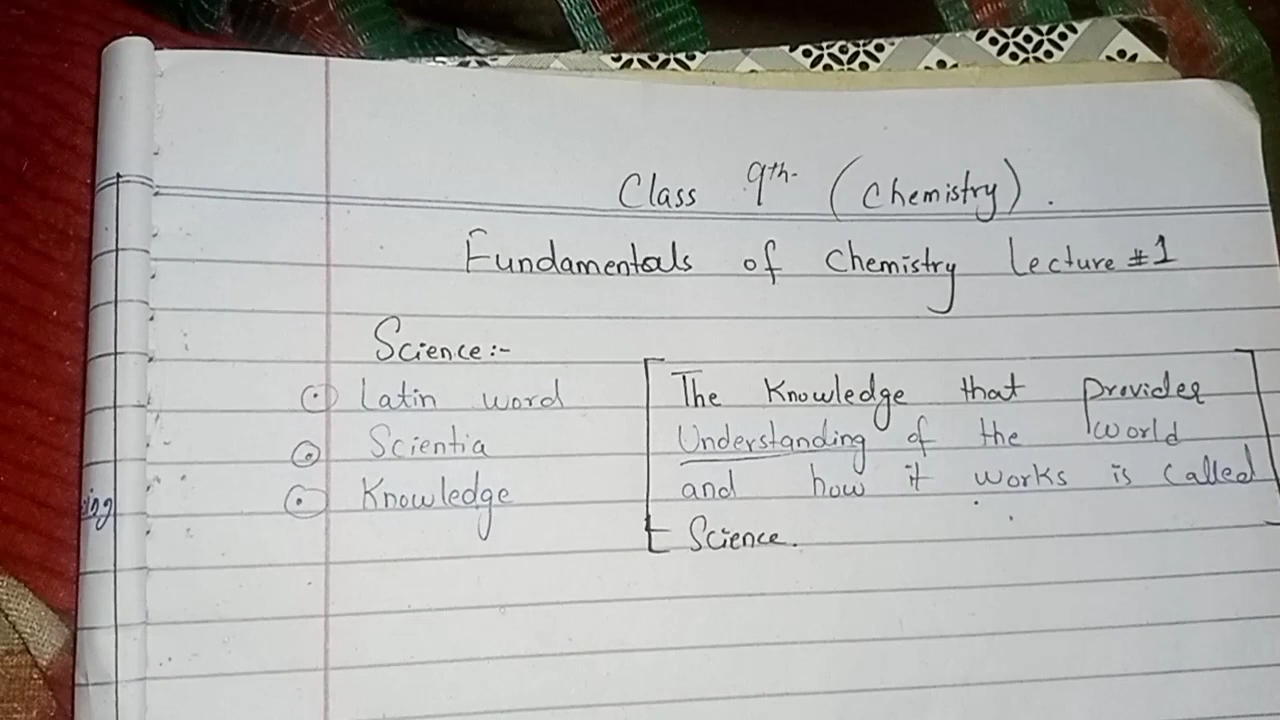 Class 9th. (Chemistry).
Fundamentals of Chemistry Lecture #1
Science:-
Latin word
Scientia
Knowledge
The Knowledge that provides
Understanding of the world
and how it works is called
Science.
ing